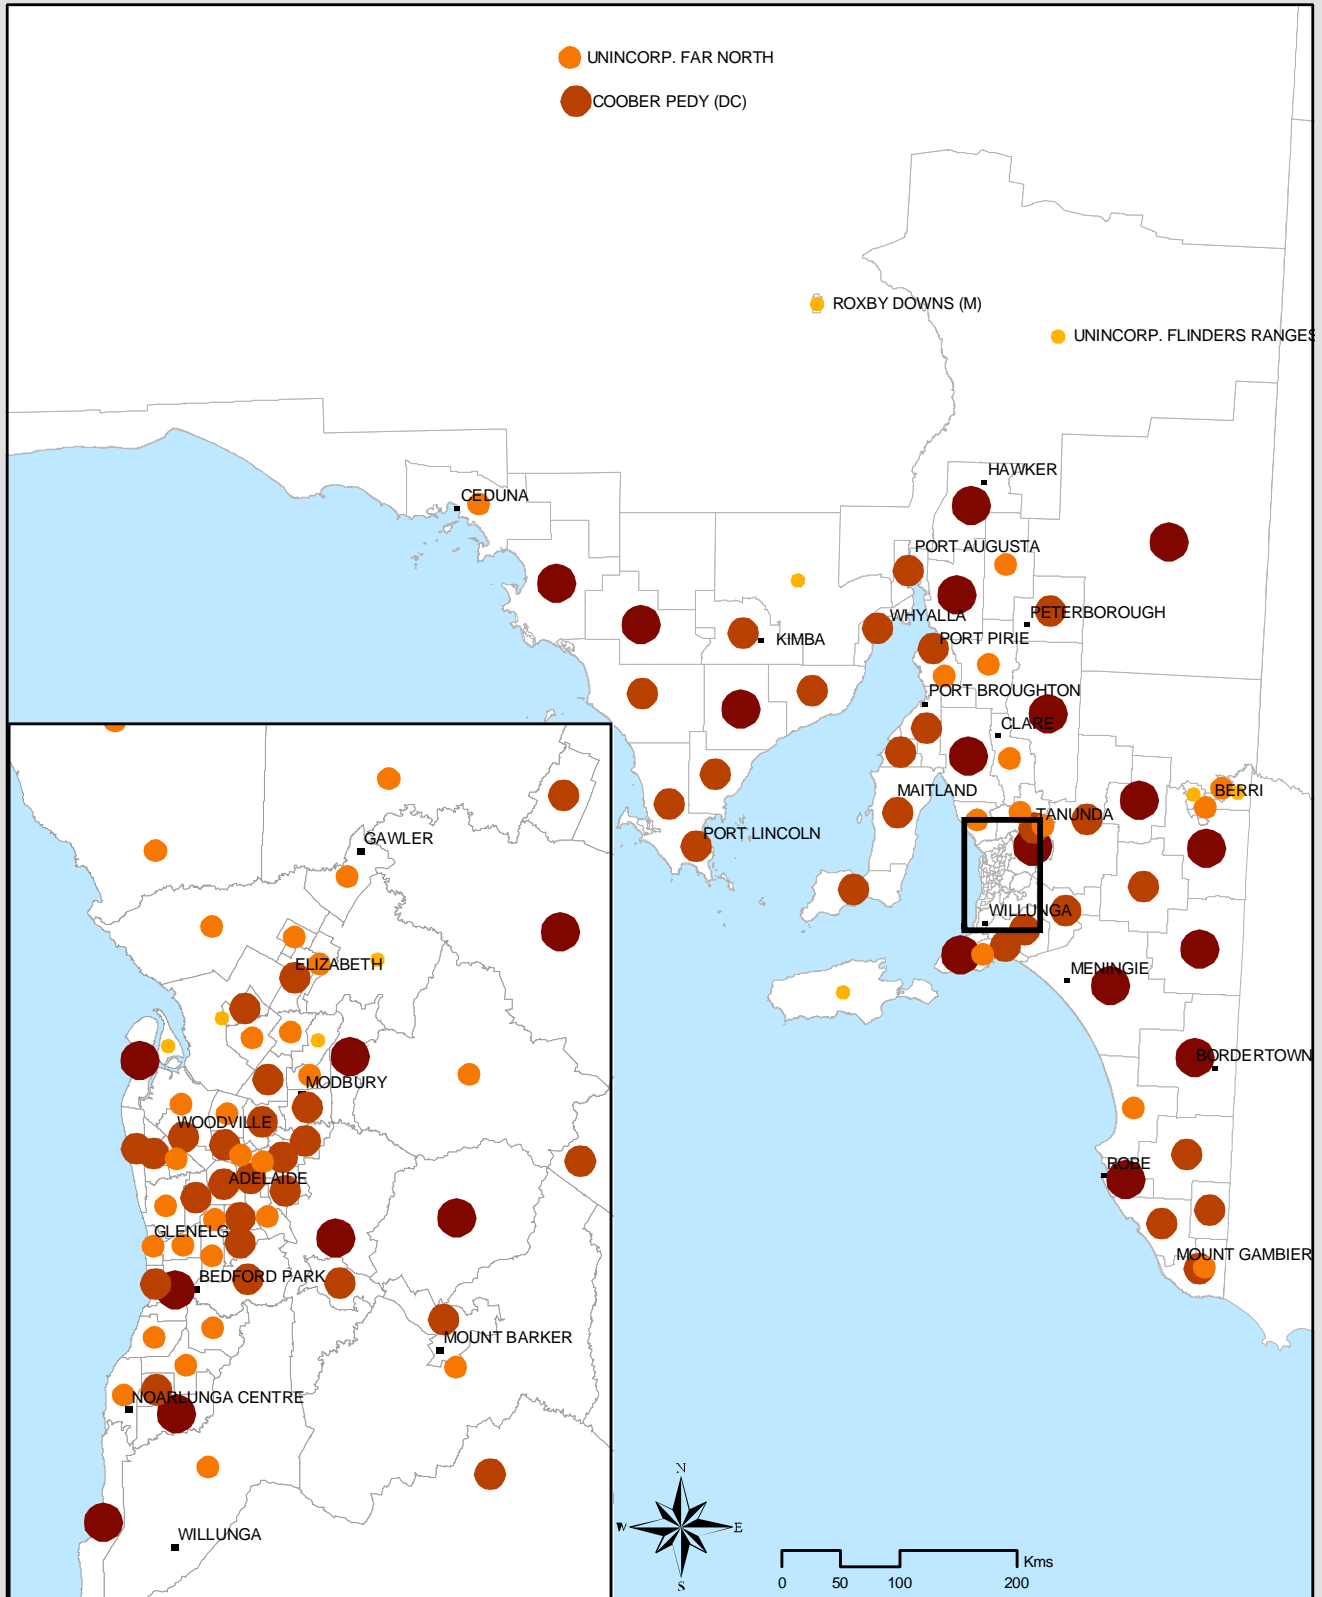 UNINCORP. FAR NORTH
COOBER PEDY (DC)
ROXBY DOWNS (M)
UNINCORP. FLINDERS RANGES
HAWKER
CEDUNA
PORT AUGUSTA
PETERBOROUGH
WHYALLA
KIMBA
PORT PIRIE
PORT BROUGHTON
CLARE
MAITLAND
BERRI
TANUNDA
PORT LINCOLN
WILLUNGA
MENINGIE
BORDERTOWN
ROBE
MOUNT GAMBIER
GAWLER
ELIZABETH
MODBURY
WOODVILLE
ADELAIDE
GLENELG
BEDFORD PARK
MOUNT BARKER
NOARLUNGA CENTRE
WILLUNGA
N
W
E
S
Kms
0 50 100 200